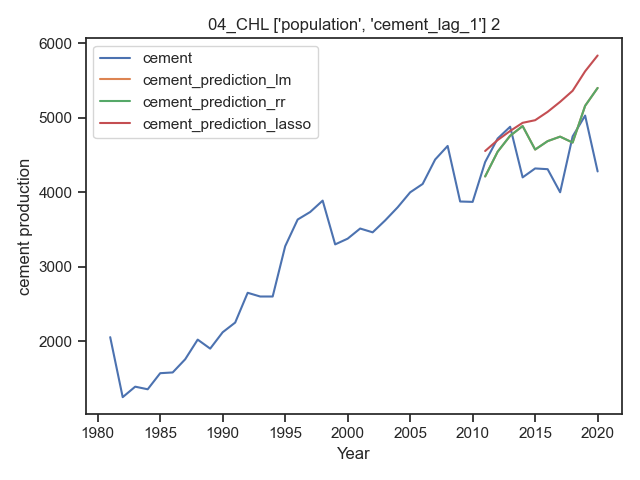 04_CHL ['population', 'cement_lag_1'] 2
6000
5000
4000
3000
2000
cement production
cement
cement_prediction_lm
cement_prediction_rr
cement_prediction_lasso
1980 1985 1990 1995 2000 2005 2010 2015 2020
Year